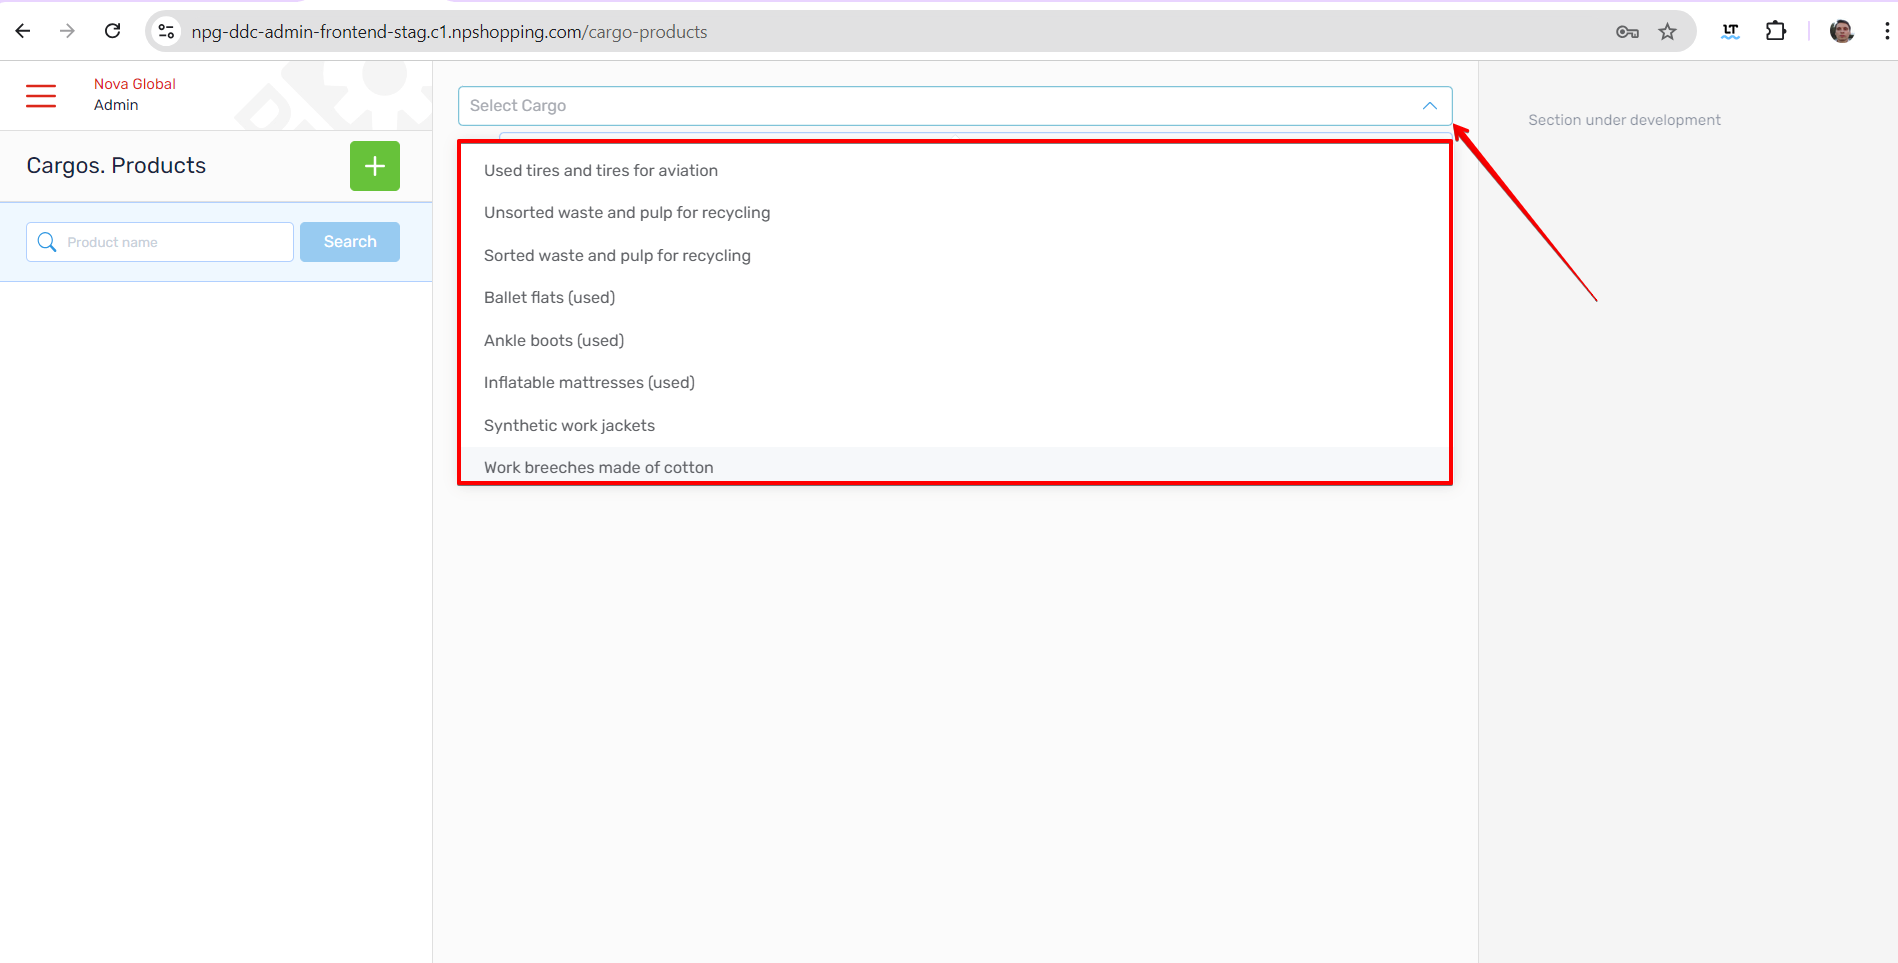 npg-ddc-admin-frontend-stag.c1.npshopping.com/cargo-products
LT
Nova Global
Admin
Cargos. Products
Product name
Search
Select Cargo
Used tires and tires for aviation
Unsorted waste and pulp for recycling
Sorted waste and pulp for recycling
Ballet flats (used)
Ankle boots (used)
Inflatable mattresses (used)
Synthetic work jackets
Work breeches made of cotton
Section under development